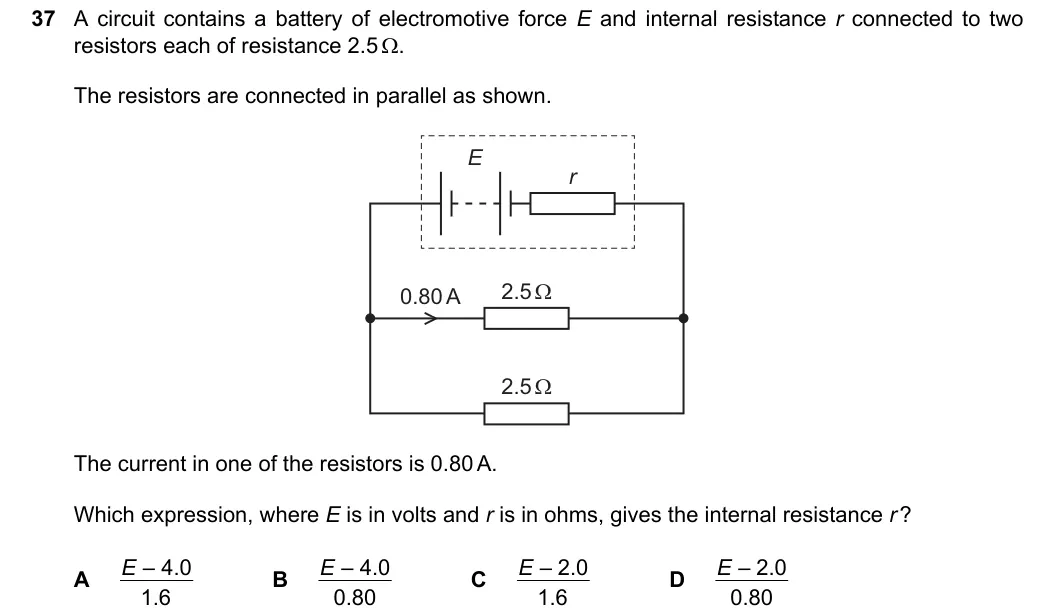 37 A circuit contains a battery of electromotive force E and internal resistance r connected to two
resistors each of resistance 2.5 Ω.
The resistors are connected in parallel as shown.
E
r
0.80 A
2.5 Ω
2.5 Ω
The current in one of the resistors is 0.80 A.
Which expression, where E is in volts and r is in ohms, gives the internal resistance r?
A E – 4.0 / 1.6 B E – 4.0 / 0.80 C E – 2.0 / 1.6 D E – 2.0 / 0.80